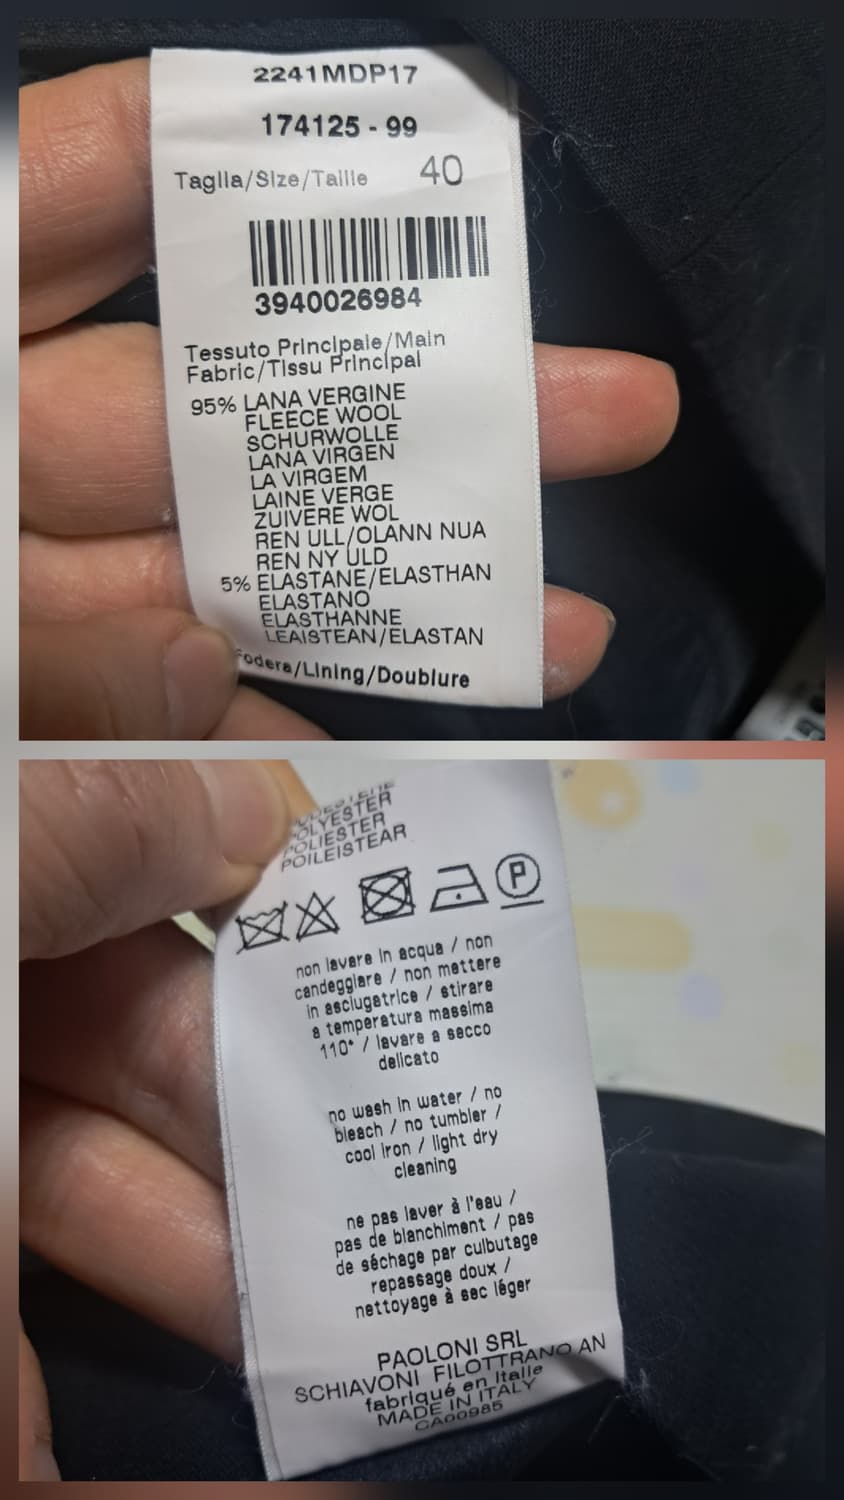 2241MDP17
174125 - 99
Taglia/Size/Taille 40
3940026984
Tessuto Principale/Main
Fabric/Tissu Principal
95% LANA VERGINE
FLEECE WOOL
SCHURWOLLE
LANA VIRGEN
LA VIRGEM
LAINE VERGE
ZUIVERE WOL
REN ULL/OLANN NUA
REN NY ULD
5% ELASTANE/ELASTHAN
ELASTANO
ELASTHANNE
LEAISTEAN/ELASTAN
Fodera/Lining/Doublure
POLYESTER
POLIESTER
POILEISTEAR
P
non lavare in acqua / non
candeggiare / non mettere
in asciugatrice / stirare
a temperatura massima
110° / lavare a secco
delicato
no wash in water / no
bleach / no tumbler /
cool iron / light dry
cleaning
ne pas laver à l'eau /
pas de blanchiment / pas
de séchage par culbutage
repassage doux /
nettoyage à sec léger
PAOLONI SRL
SCHIAVONI FILOTTRANO AN
fabriqué en Italie
MADE IN ITALY
CA00985